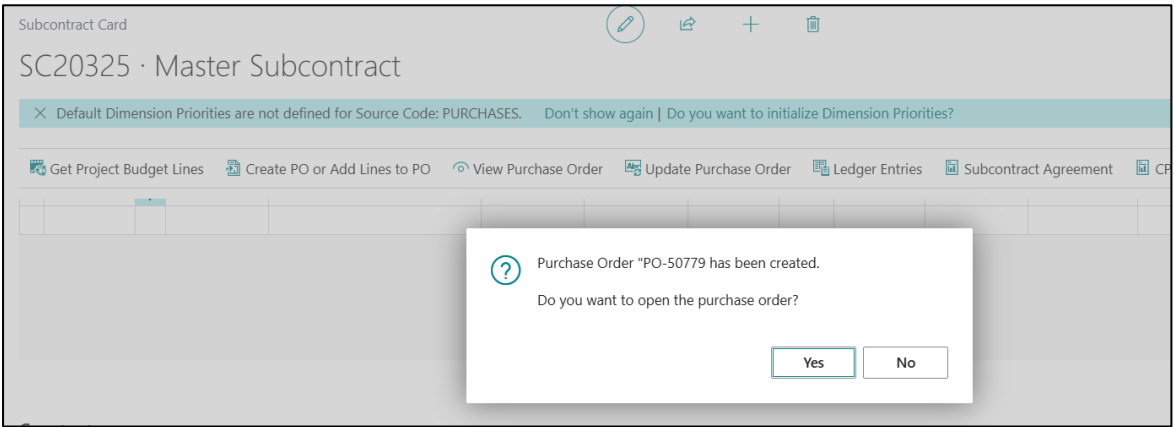 Subcontract Card
SC20325 · Master Subcontract
Default Dimension Priorities are not defined for Source Code: PURCHASES. Don't show again | Do you want to initialize Dimension Priorities?
Get Project Budget Lines Create PO or Add Lines to PO View Purchase Order Update Purchase Order Ledger Entries Subcontract Agreement CP
Purchase Order "PO-50779 has been created.
Do you want to open the purchase order?
Yes No